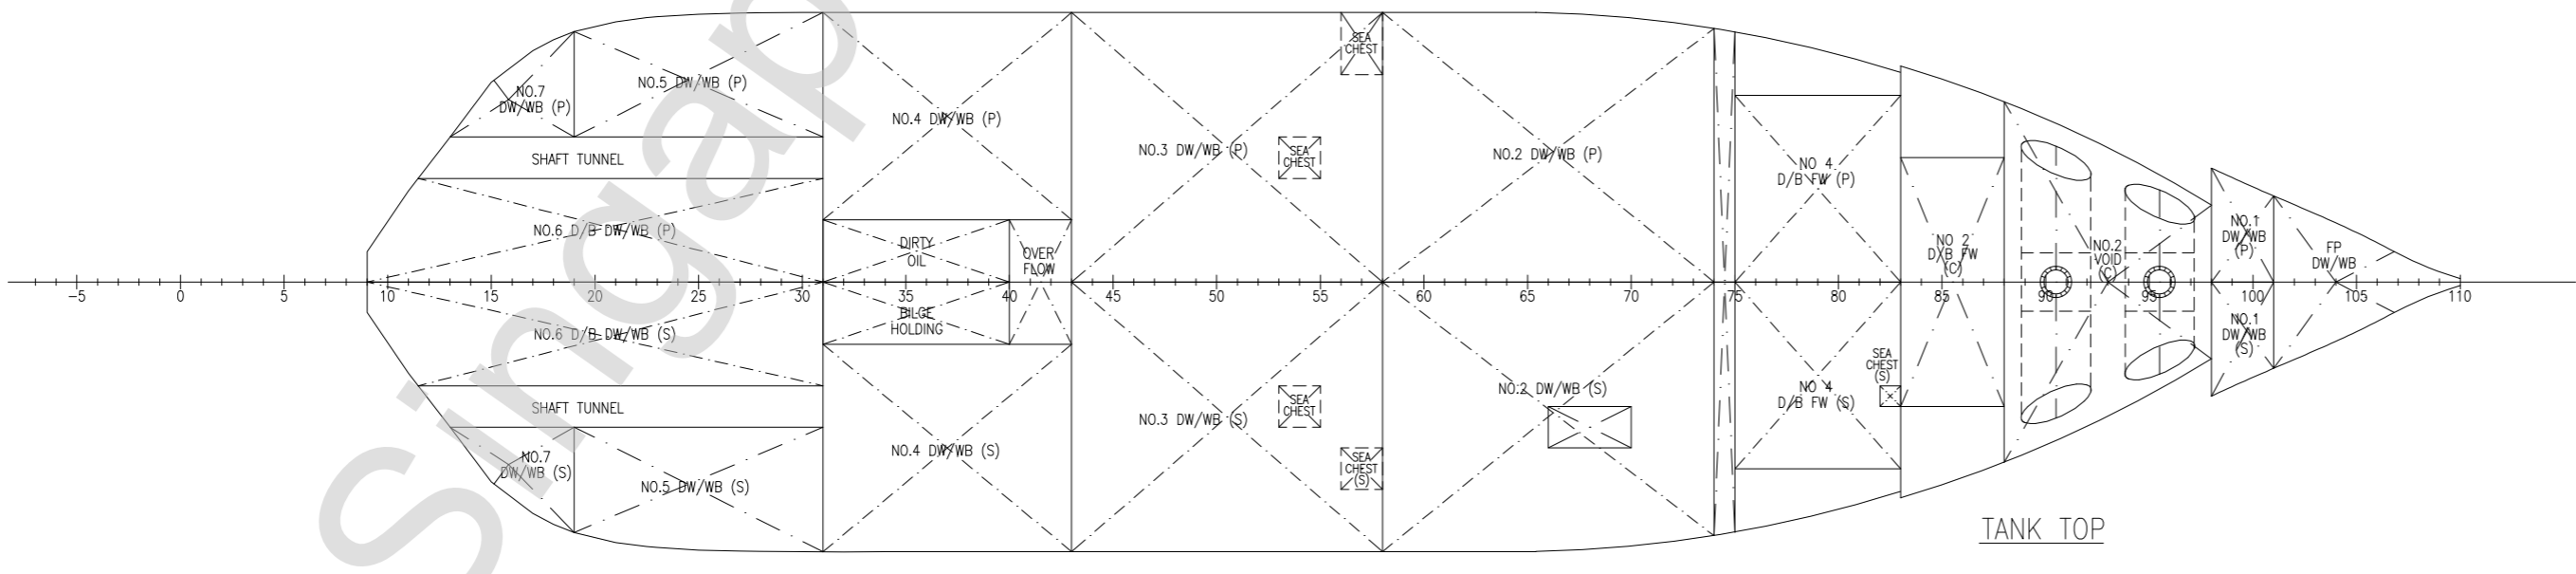 SEA
CHEST
NO.7
DW/WB (P)
NO.5 DW/WB (P)
NO.4 DW/WB (P)
NO.3 DW/WB (P)
SEA
CHEST
NO.2 DW/WB (P)
SHAFT TUNNEL
NO 4
D/B FW (P)
NO.6 D/B DW/WB (P)
DIRTY
OIL
OVER
FLOW
NO 2
D/B FW
(C)
NO.2
VOID
(C)
NO.1
DW/WB
(P)
FP
DW/WB
-5 0 5 10 15 20 25 30 35 40 45 50 55 60 65 70 75 80 85 90 95 100 105 110
NO.6 D/B DW/WB (S)
BILGE
HOLDING
NO.1
DW/WB
(S)
SEA
CHEST
(S)
SHAFT TUNNEL
NO.3 DW/WB (S)
SEA
CHEST
NO.2 DW/WB (S)
NO 4
D/B FW (S)
NO.7
DW/WB (S)
NO.5 DW/WB (S)
NO.4 DW/WB (S)
SEA
CHEST
(S)
TANK TOP
Singap